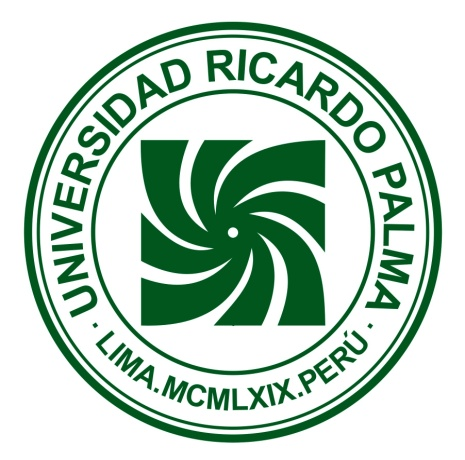 UNIVERSIDAD RICARDO PALMA
· LIMA.MCMLXIX.PERÚ ·